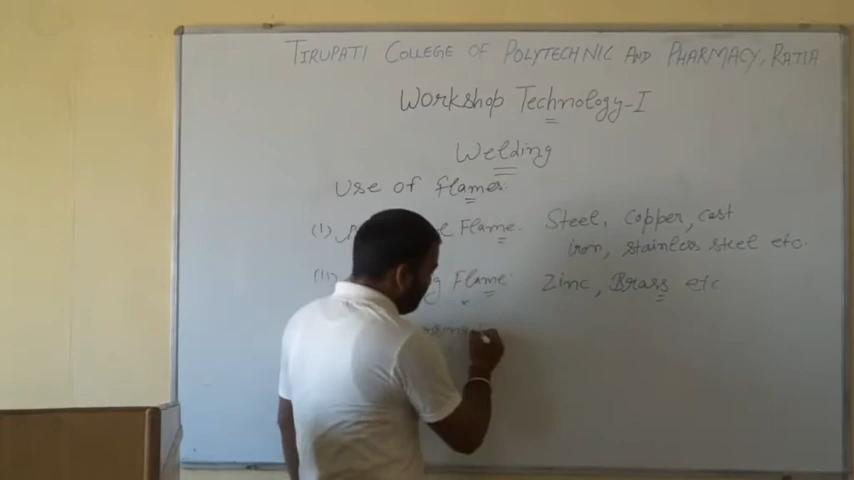 TIRUPATI COLLEGE OF POLYTECHNIC AND PHARMACY, RATIA
Workshop Technology-I
Welding
Use of flames.
(i) Flame. Steel, Copper, cast
iron, stainless steel etc.
(ii) Flame. Zinc, Brass etc